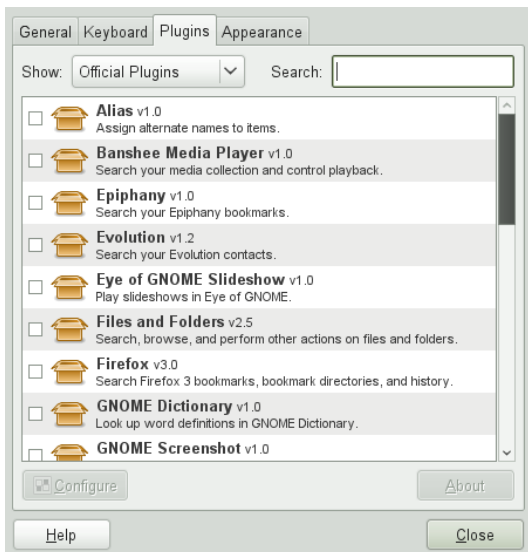 General Keyboard Plugins Appearance
Show: Official Plugins Search:
Alias v1.0
Assign alternate names to items.
Banshee Media Player v1.0
Search your media collection and control playback.
Epiphany v1.0
Search your Epiphany bookmarks.
Evolution v1.2
Search your Evolution contacts.
Eye of GNOME Slideshow v1.0
Play slideshows in Eye of GNOME.
Files and Folders v2.5
Search, browse, and perform other actions on files and folders.
Firefox v3.0
Search Firefox 3 bookmarks, bookmark directories, and history.
GNOME Dictionary v1.0
Look up word definitions in GNOME Dictionary.
GNOME Screenshot v1.0
Configure About
Help Close